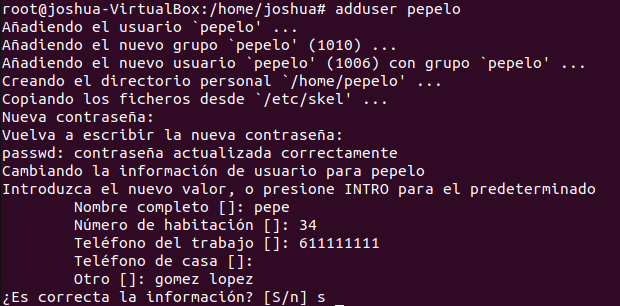 root@joshua-VirtualBox:/home/joshua# adduser pepelo
Añadiendo el usuario `pepelo' ...
Añadiendo el nuevo grupo `pepelo' (1010) ...
Añadiendo el nuevo usuario `pepelo' (1006) con grupo `pepelo' ...
Creando el directorio personal `/home/pepelo' ...
Copiando los ficheros desde `/etc/skel' ...
Nueva contraseña:
Vuelva a escribir la nueva contraseña:
passwd: contraseña actualizada correctamente
Cambiando la información de usuario para pepelo
Introduzca el nuevo valor, o presione INTRO para el predeterminado
        Nombre completo []: pepe
        Número de habitación []: 34
        Teléfono del trabajo []: 611111111
        Teléfono de casa []:
        Otro []: gomez lopez
¿Es correcta la información? [S/n] s